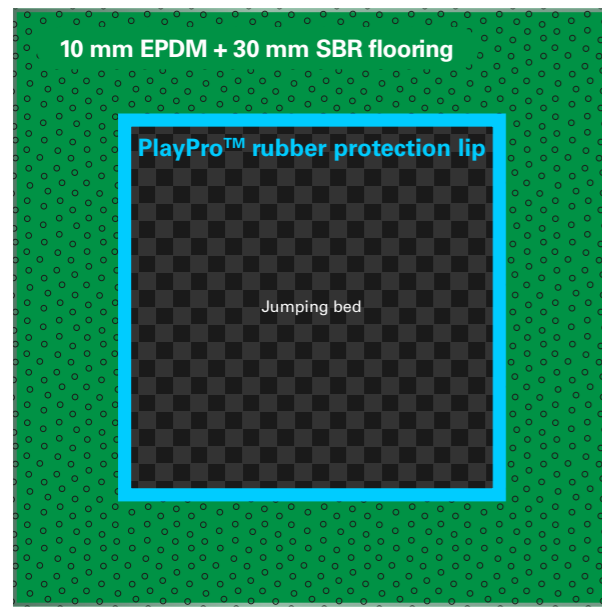 10 mm EPDM + 30 mm SBR flooring
PlayPro™ rubber protection lip
Jumping bed